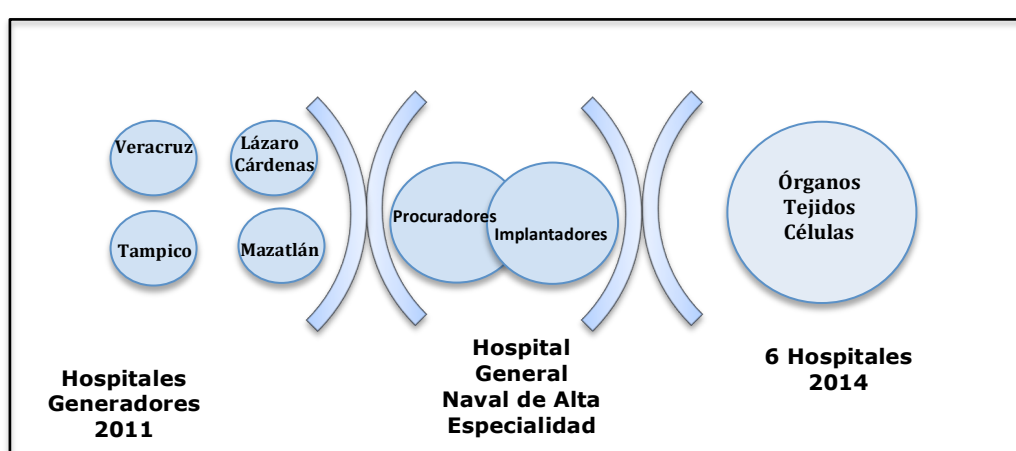 Veracruz
Lázaro
Cárdenas
Tampico
Mazatlán
Hospitales
Generadores
2011
Procuradores
Implantadores
Hospital
General
Naval de Alta
Especialidad
Órganos
Tejidos
Células
6 Hospitales
2014